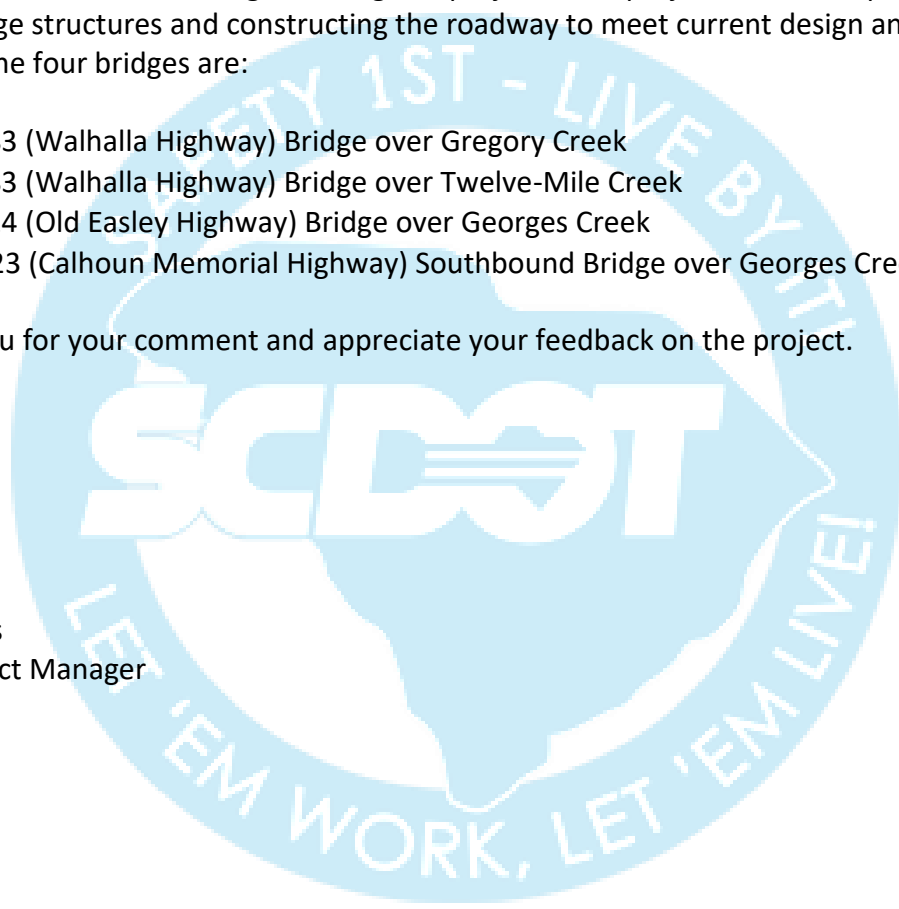 ge structures and constructing the roadway to meet current design an
ne four bridges are:
3 (Walhalla Highway) Bridge over Gregory Creek
3 (Walhalla Highway) Bridge over Twelve-Mile Creek
4 (Old Easley Highway) Bridge over Georges Creek
23 (Calhoun Memorial Highway) Southbound Bridge over Georges Cre
u for your comment and appreciate your feedback on the project.
s
ct Manager
SAFETY 1ST - LIVE BY IT!
SCDOT
LET 'EM WORK, LET 'EM LIVE!